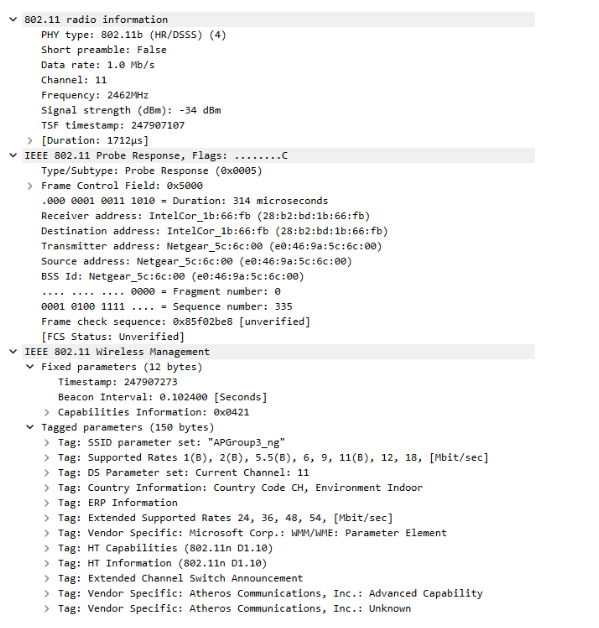 802.11 radio information
PHY type: 802.11b (HR/DSSS) (4)
Short preamble: False
Data rate: 1.0 Mb/s
Channel: 11
Frequency: 2462MHz
Signal strength (dBm): -34 dBm
TSF timestamp: 247907107
[Duration: 1712µs]
IEEE 802.11 Probe Response, Flags: ........C
Type/Subtype: Probe Response (0x0005)
Frame Control Field: 0x5000
.000 0001 0011 1010 = Duration: 314 microseconds
Receiver address: IntelCor_1b:66:fb (28:b2:bd:1b:66:fb)
Destination address: IntelCor_1b:66:fb (28:b2:bd:1b:66:fb)
Transmitter address: Netgear_5c:6c:00 (e0:46:9a:5c:6c:00)
Source address: Netgear_5c:6c:00 (e0:46:9a:5c:6c:00)
BSS Id: Netgear_5c:6c:00 (e0:46:9a:5c:6c:00)
.... .... .... 0000 = Fragment number: 0
0001 0100 1111 .... = Sequence number: 335
Frame check sequence: 0x85f02be8 [unverified]
[FCS Status: Unverified]
IEEE 802.11 Wireless Management
Fixed parameters (12 bytes)
Timestamp: 247907273
Beacon Interval: 0.102400 [Seconds]
Capabilities Information: 0x0421
Tagged parameters (150 bytes)
Tag: SSID parameter set: "APGroup3_ng"
Tag: Supported Rates 1(B), 2(B), 5.5(B), 6, 9, 11(B), 12, 18, [Mbit/sec]
Tag: DS Parameter set: Current Channel: 11
Tag: Country Information: Country Code CH, Environment Indoor
Tag: ERP Information
Tag: Extended Supported Rates 24, 36, 48, 54, [Mbit/sec]
Tag: Vendor Specific: Microsoft Corp.: WMM/WME: Parameter Element
Tag: HT Capabilities (802.11n D1.10)
Tag: HT Information (802.11n D1.10)
Tag: Extended Channel Switch Announcement
Tag: Vendor Specific: Atheros Communications, Inc.: Advanced Capability
Tag: Vendor Specific: Atheros Communications, Inc.: Unknown